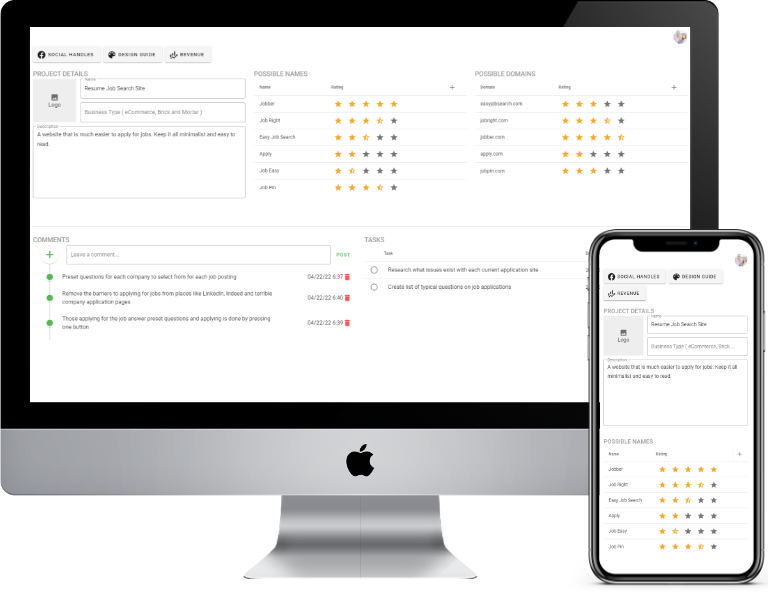 SOCIAL HANDLES
DESIGN GUIDE
REVENUE
PROJECT DETAILS
Logo
Name
Resume Job Search Site
Business Type ( eCommerce, Brick and Mortar )
Description
A website that is much easier to apply for jobs. Keep it all minimalist and easy to
read.
POSSIBLE NAMES
Name Rating +
Jobber
Job Right
Easy Job Search
Apply
Job Easy
Job Pin
POSSIBLE DOMAINS
Domain Rating +
easyjobsearch.com
jobright.com
jobber.com
apply.com
jobpin.com
COMMENTS
+
Leave a comment...
POST
Preset questions for each company to select from for each job posting
04/22/22 6:37
Remove the barriers to applying for jobs from places like LinkedIn, Indeed and terrible
company application pages
04/22/22 6:40
Those applying for the job answer preset questions and applying is done by pressing
one button
04/22/22 6:39
TASKS
Task
Research what issues exist with each current application site
Create list of typical questions on job applications
SOCIAL HANDLES
DESIGN GUIDE
REVENUE
PROJECT DETAILS
Logo
Name
Resume Job Search Site
Business Type ( eCommerce, Brick ...
Description
A website that is much easier to apply for jobs. Keep it all
minimalist and easy to read.
POSSIBLE NAMES
Name Rating +
Jobber
Job Right
Easy Job Search
Apply
Job Easy
Job Pin